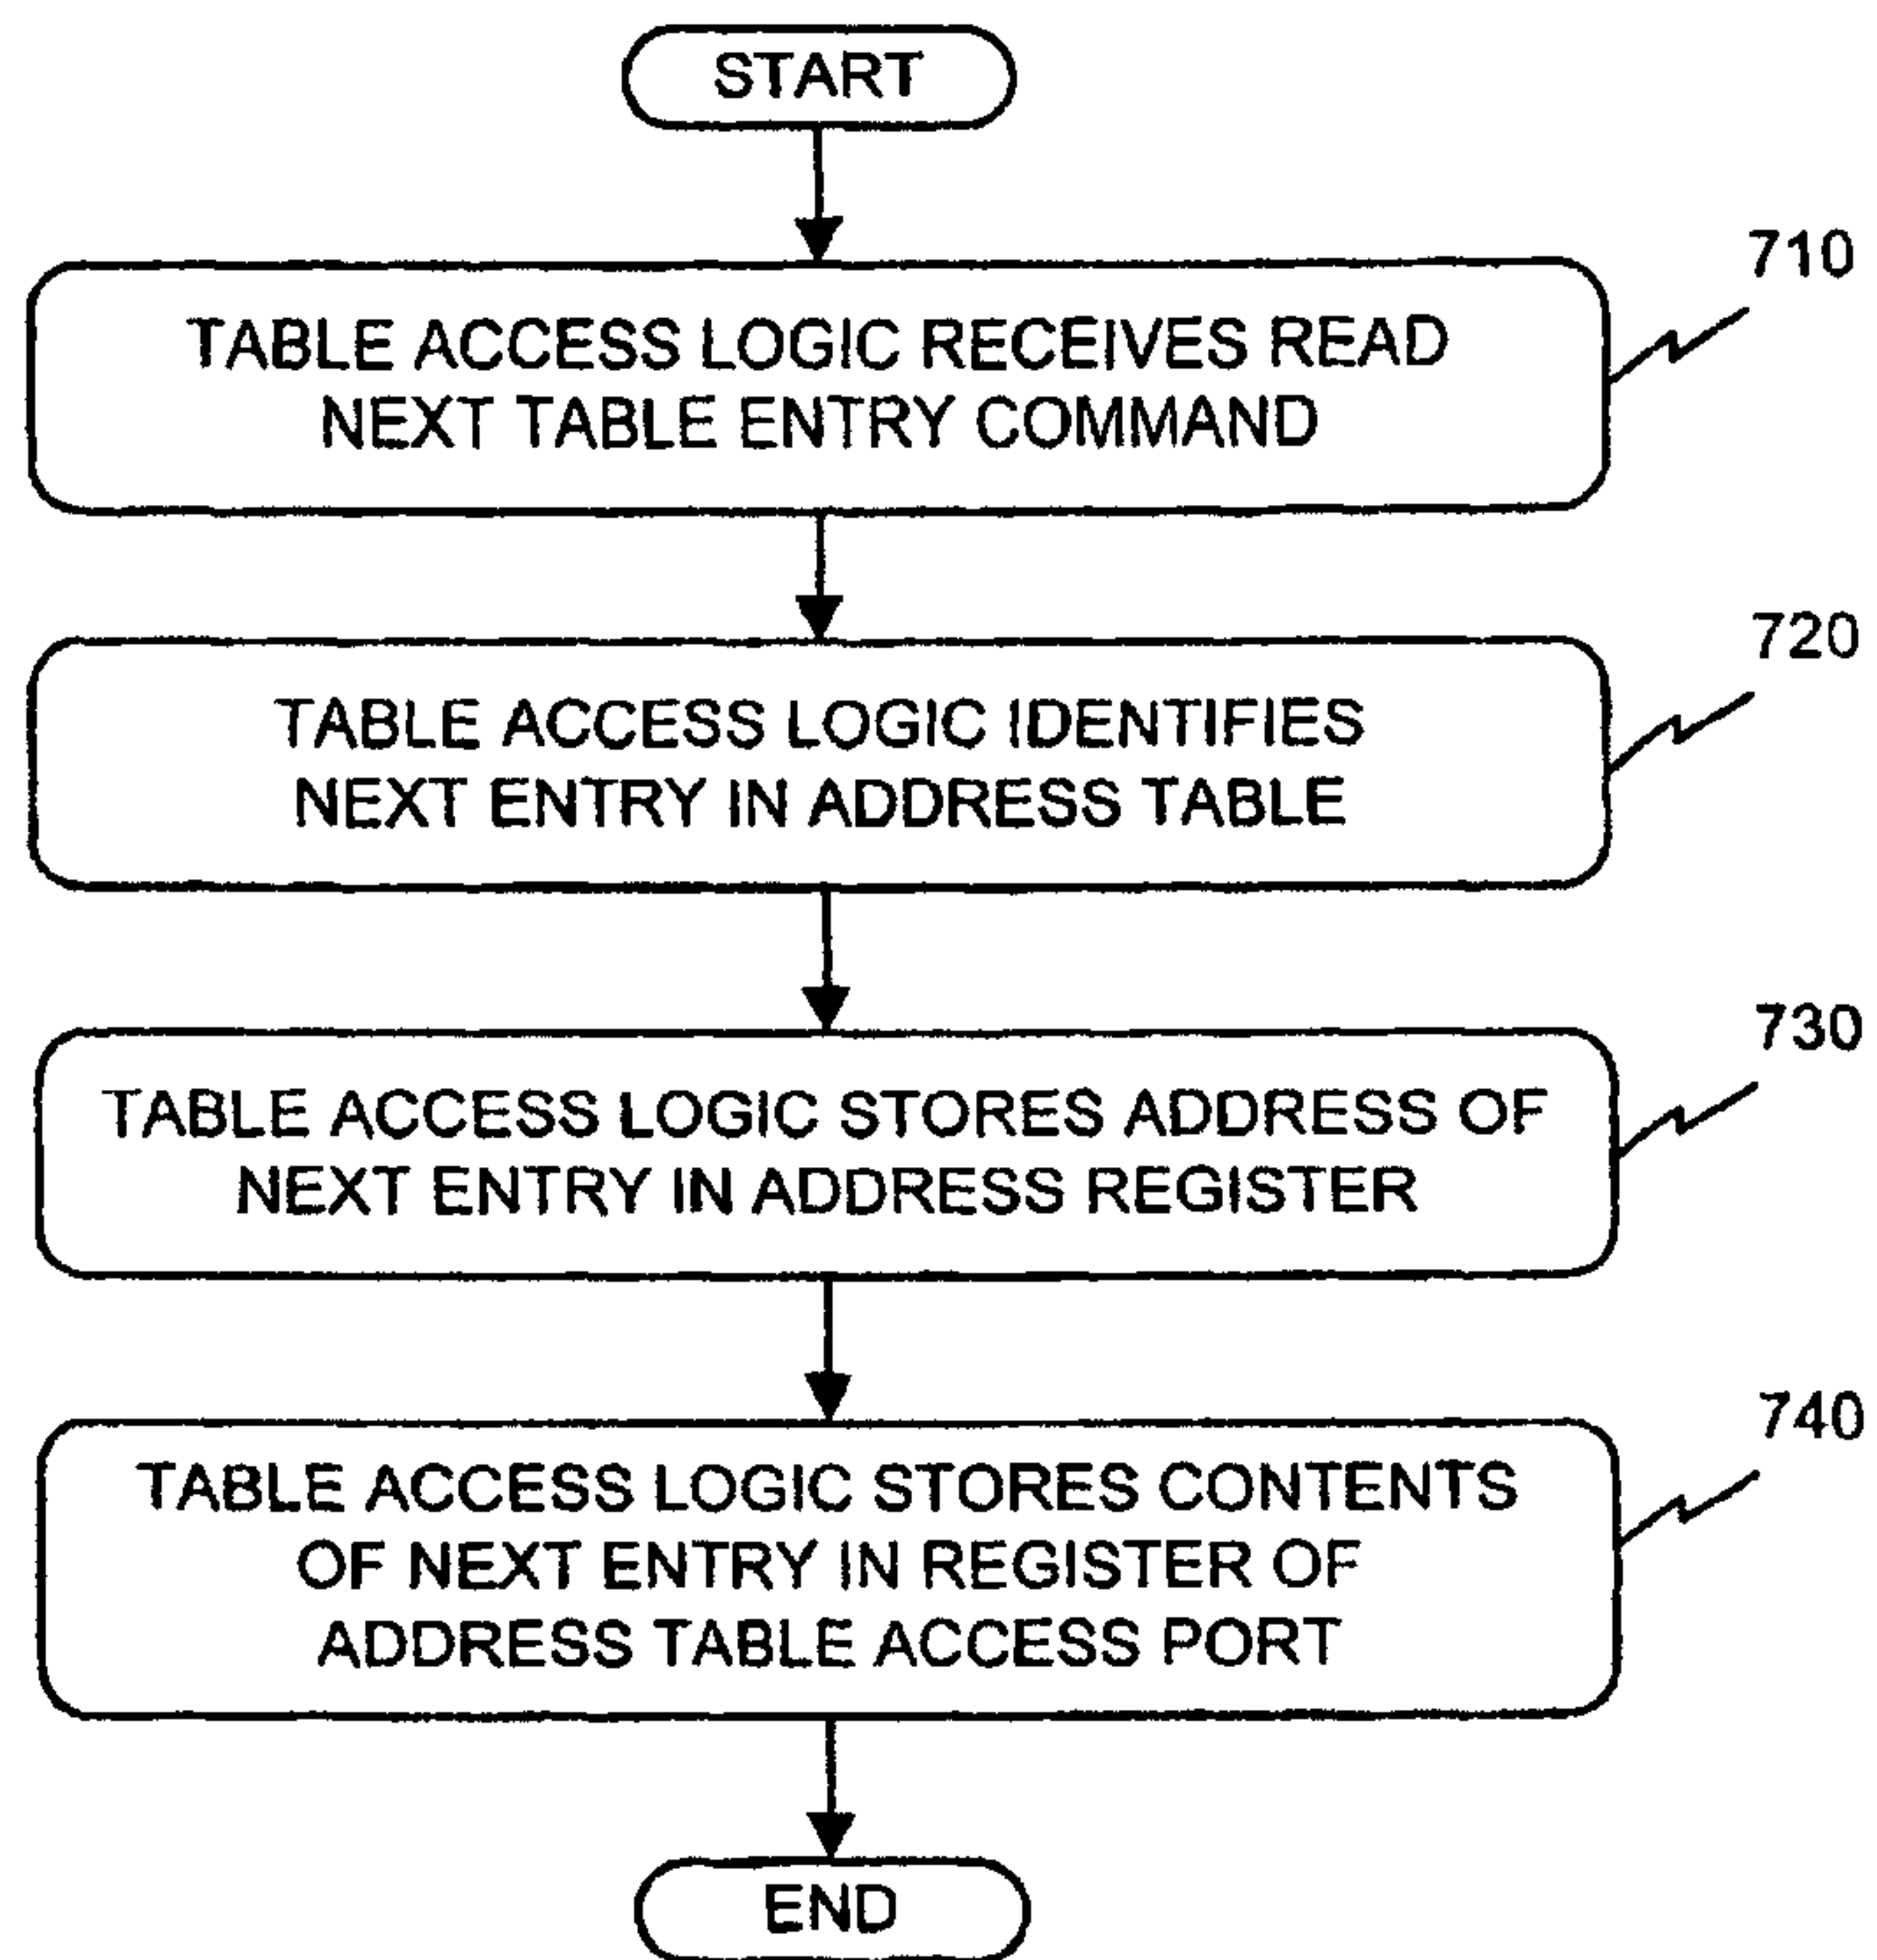 START
710
TABLE ACCESS LOGIC RECEIVES READ
NEXT TABLE ENTRY COMMAND
720
TABLE ACCESS LOGIC IDENTIFIES
NEXT ENTRY IN ADDRESS TABLE
730
TABLE ACCESS LOGIC STORES ADDRESS OF
NEXT ENTRY IN ADDRESS REGISTER
740
TABLE ACCESS LOGIC STORES CONTENTS
OF NEXT ENTRY IN REGISTER OF
ADDRESS TABLE ACCESS PORT
END